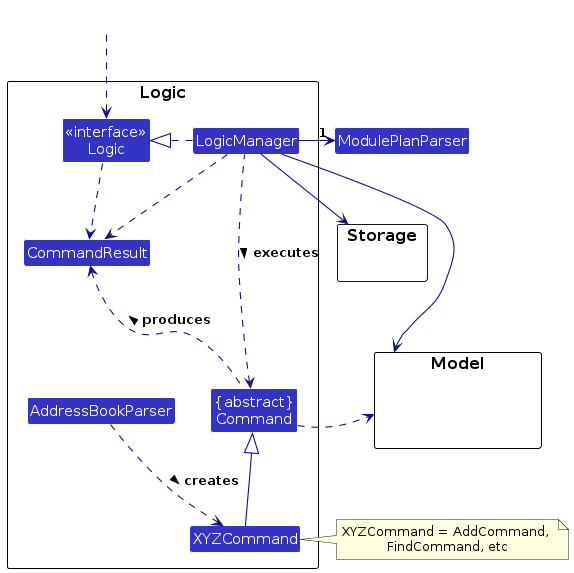 Logic
«interface»
Logic
LogicManager
1
ModulePlanParser
Storage
CommandResult
executes
produces
Model
{abstract}
Command
AddressBookParser
creates
XYZCommand
XYZCommand = AddCommand,
FindCommand, etc